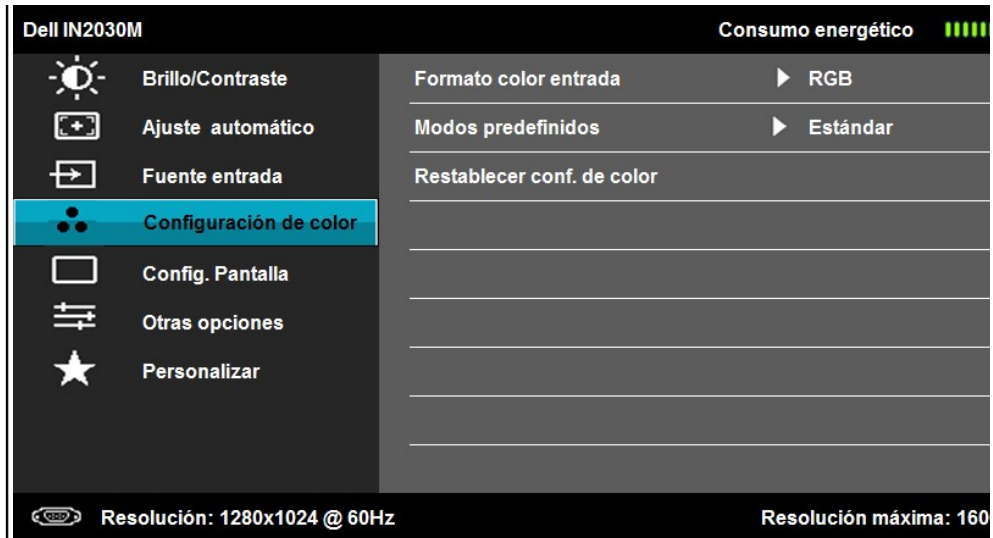 Dell IN2030M Consumo energético
Brillo/Contraste
Ajuste automático
Fuente entrada
Configuración de color
Config. Pantalla
Otras opciones
Personalizar
Formato color entrada RGB
Modos predefinidos Estándar
Restablecer conf. de color
Resolución: 1280x1024 @ 60Hz Resolución máxima: 160